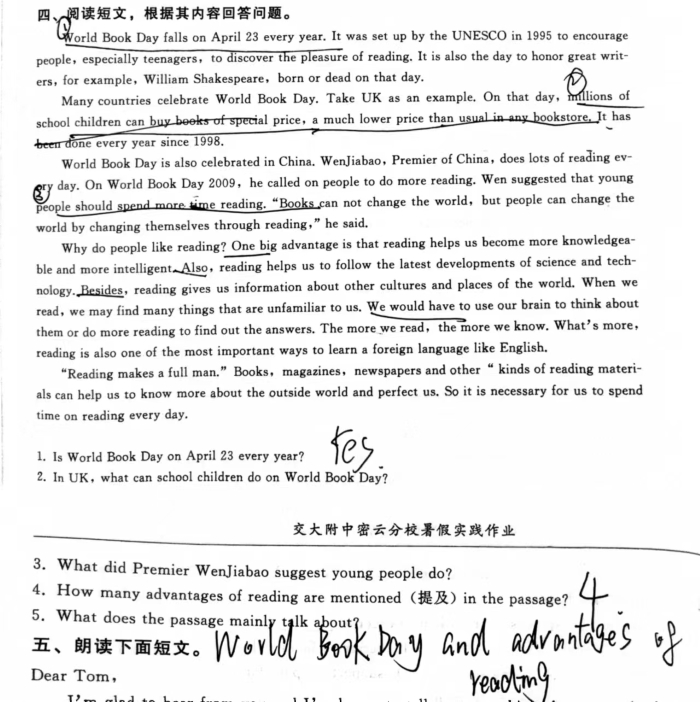 四、阅读短文，根据其内容回答问题。
① World Book Day falls on April 23 every year. It was set up by the UNESCO in 1995 to encourage
people, especially teenagers, to discover the pleasure of reading. It is also the day to honor great writ-
ers, for example, William Shakespeare, born or dead on that day.
Many countries celebrate World Book Day. Take UK as an example. On that day, ② millions of
school children can buy books of special price, a much lower price than usual in any bookstore. It has
been done every year since 1998.
World Book Day is also celebrated in China. WenJiabao, Premier of China, does lots of reading ev-
ery day. On World Book Day 2009, he called on people to do more reading. Wen suggested that young
③ people should spend more time reading. “Books can not change the world, but people can change the
world by changing themselves through reading,” he said.
Why do people like reading? One big advantage is that reading helps us become more knowledgea-
ble and more intelligent. Also, reading helps us to follow the latest developments of science and tech-
nology. Besides, reading gives us information about other cultures and places of the world. When we
read, we may find many things that are unfamiliar to us. We would have to use our brain to think about
them or do more reading to find out the answers. The more we read, the more we know. What's more,
reading is also one of the most important ways to learn a foreign language like English.
“Reading makes a full man.” Books, magazines, newspapers and other “ kinds of reading materi-
als can help us to know more about the outside world and perfect us. So it is necessary for us to spend
time on reading every day.
1. Is World Book Day on April 23 every year? Yes.
2. In UK, what can school children do on World Book Day?
交大附中密云分校暑假实践作业
3. What did Premier WenJiabao suggest young people do?
4. How many advantages of reading are mentioned (提及) in the passage? 4.
5. What does the passage mainly talk about?
五、朗读下面短文。 World Book Day and advantages of
reading
Dear Tom,